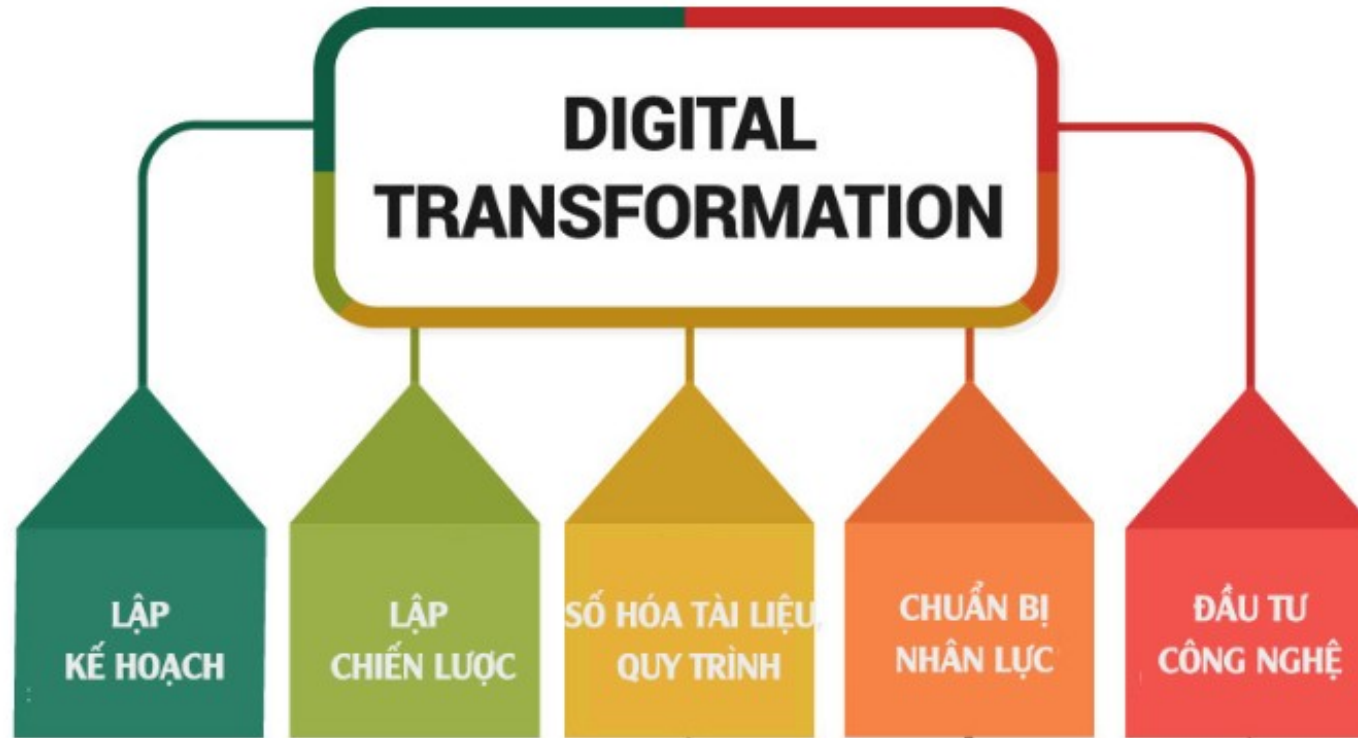 DIGITAL
TRANSFORMATION
LẬP
KẾ HOẠCH
LẬP
CHIẾN LƯỢC
SỐ HÓA TÀI LIỆU,
QUY TRÌNH
CHUẨN BỊ
NHÂN LỰC
ĐẦU TƯ
CÔNG NGHỆ